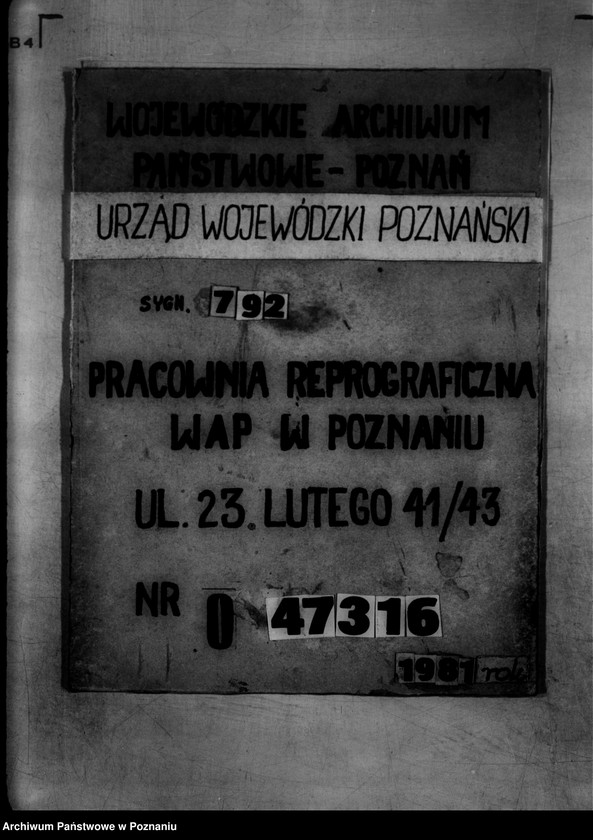 B4
WOJEWÓDZKIE ARCHIWUM
PAŃSTWOWE - POZNAŃ
URZĄD WOJEWÓDZKI POZNAŃSKI
SYGN. 792
PRACOWNIA REPROGRAFICZNA
WAP W POZNANIU
UL. 23. LUTEGO 41/43
NR 0 47316
1981 rok
Archiwum Państwowe w Poznaniu